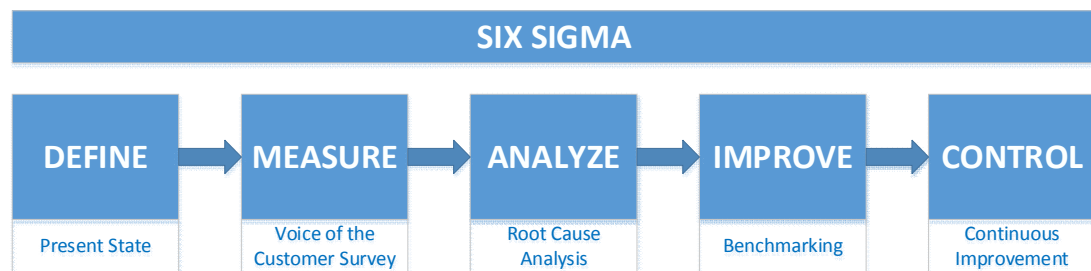 SIX SIGMA
DEFINE
MEASURE
ANALYZE
IMPROVE
CONTROL
Present State
Voice of the
Customer Survey
Root Cause
Analysis
Benchmarking
Continuous
Improvement